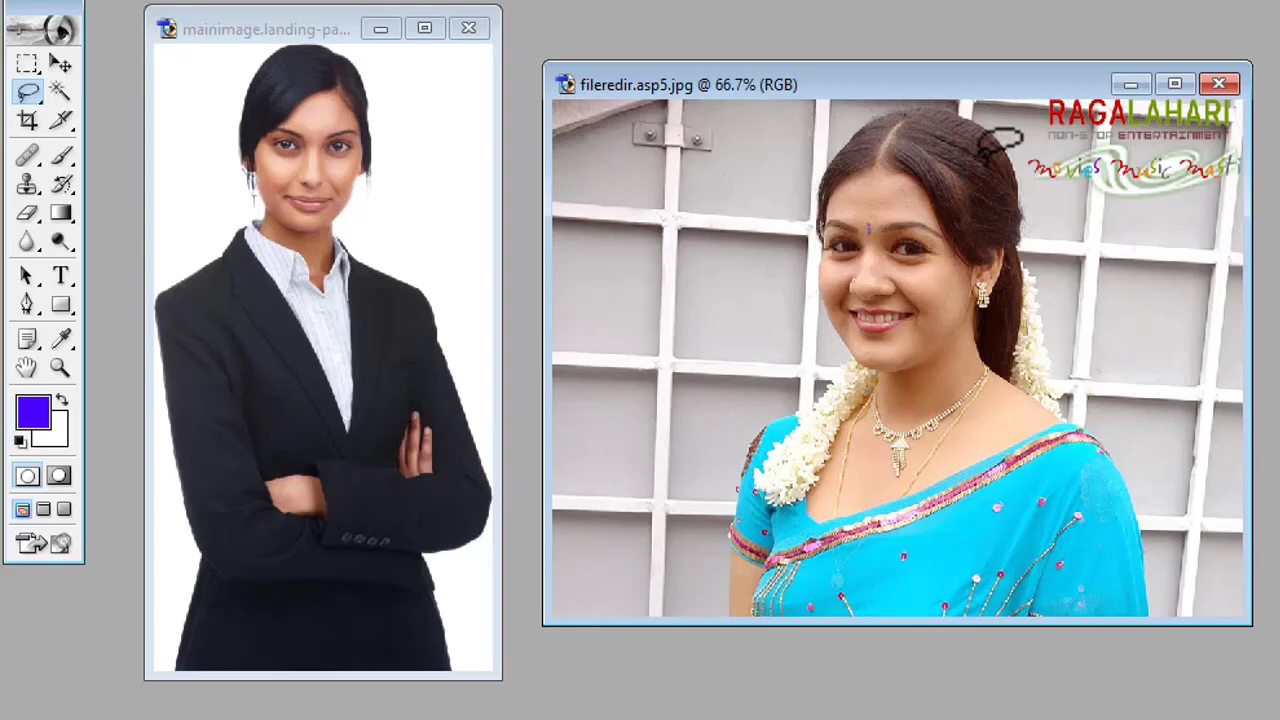 mainimage.landing-pa...
fileredir.asp5.jpg @ 66.7% (RGB)
RAGALAHARI
NON-STOP ENTERTAINMENT
Movies Music Masti
T